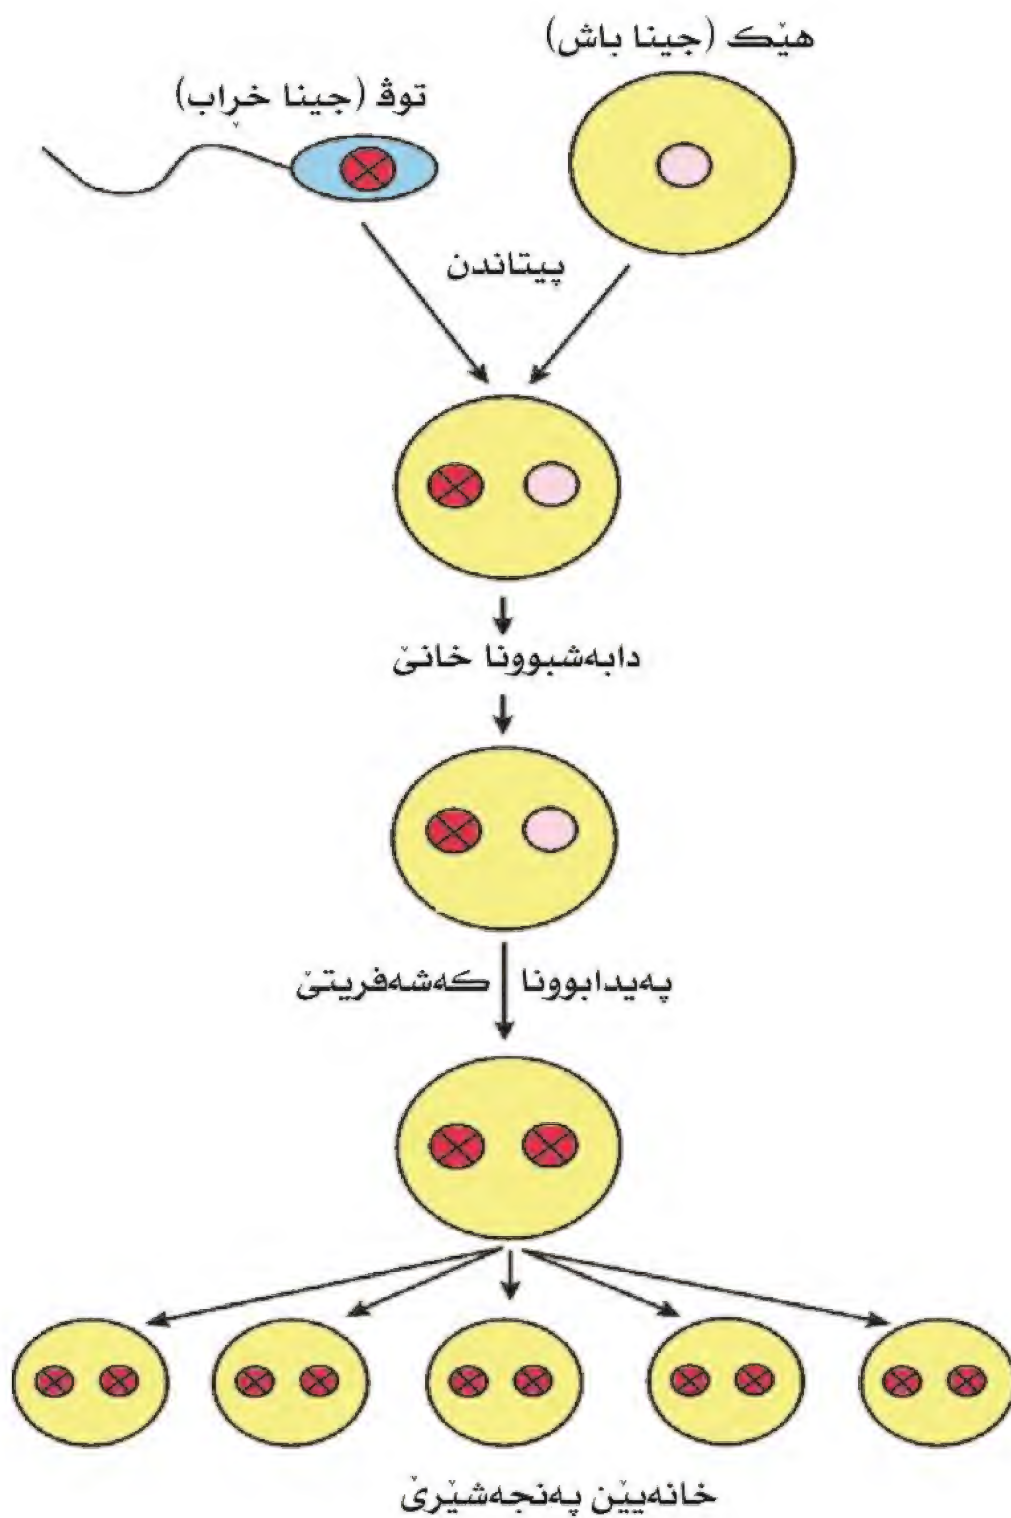 هێک (جینا باش)
توڤ (جینا خراب)
پیتاندن
دابەشبوونا خانێ
پەیدابوونا کەشەفریتێ
خانەیێن پەنجەشێرێ